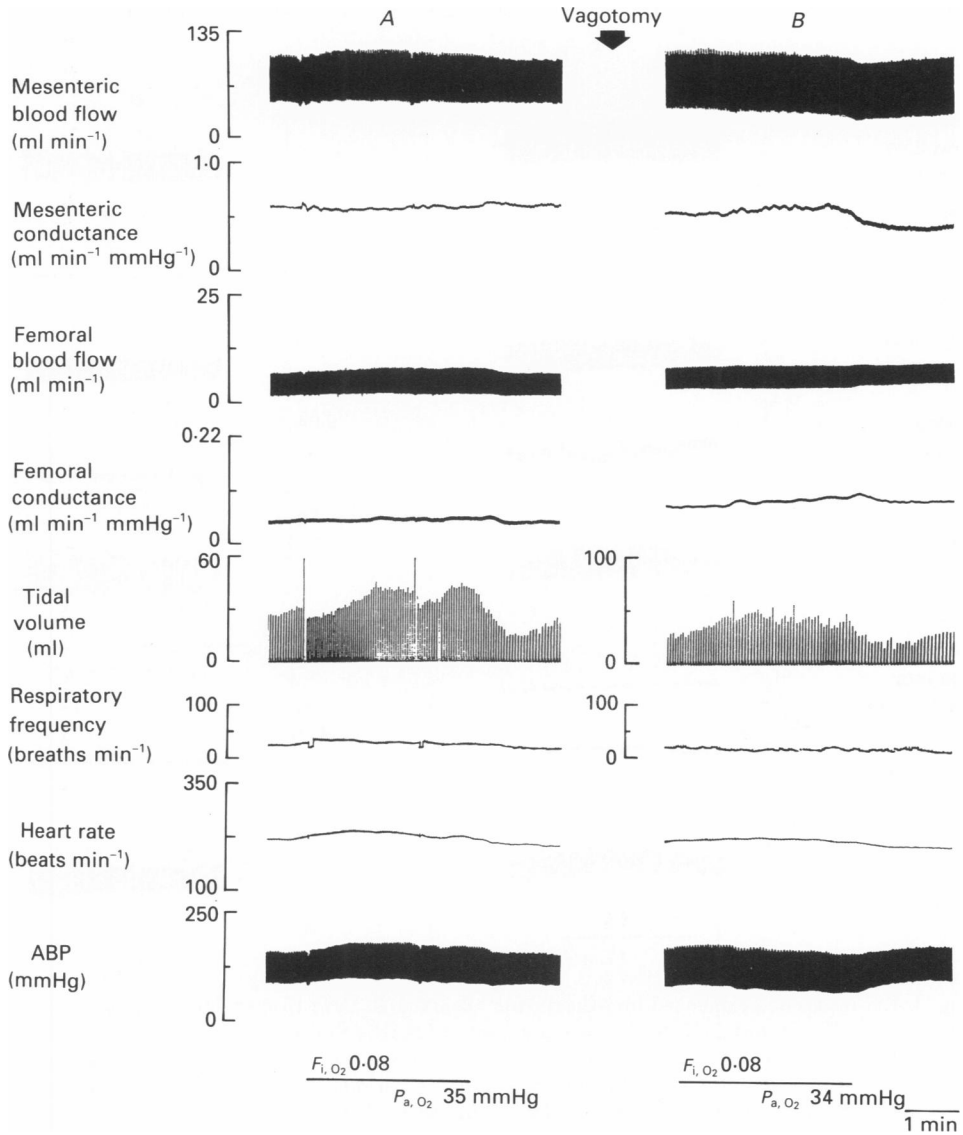 A Vagotomy B
135
Mesenteric
blood flow
(ml min⁻¹)
0
1·0
Mesenteric
conductance
(ml min⁻¹ mmHg⁻¹)
0
25
Femoral
blood flow
(ml min⁻¹)
0
0·22
Femoral
conductance
(ml min⁻¹ mmHg⁻¹)
0
60 100
Tidal
volume
(ml)
0 0
Respiratory
frequency
(breaths min⁻¹)
100 100
0 0
350
Heart rate
(beats min⁻¹)
100
250
ABP
(mmHg)
0
Fi, O₂ 0·08 Fi, O₂ 0·08
Pa, O₂ 35 mmHg Pa, O₂ 34 mmHg
1 min